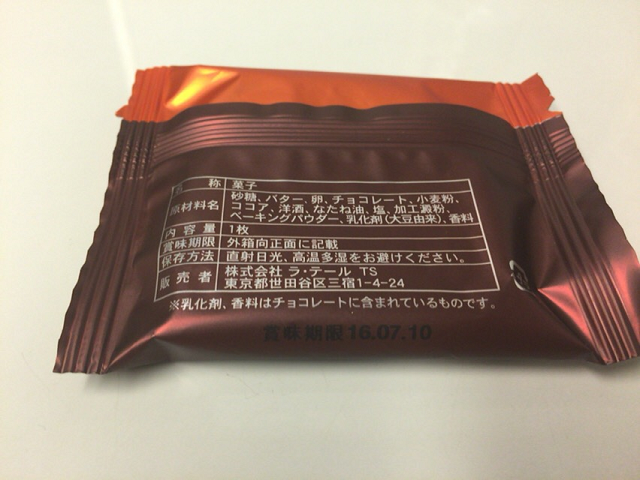 名 称 菓子
原材料名 砂糖、バター、卵、チョコレート、小麦粉、
ココア、洋酒、なたね油、塩、加工澱粉、
ベーキングパウダー、乳化剤（大豆由来）、香料
内 容 量 1枚
賞味期限 外箱向正面に記載
保存方法 直射日光、高温多湿をお避けください。
販 売 者 株式会社 ラ・テール TS
東京都世田谷区三宿1-4-24
※乳化剤、香料はチョコレートに含まれているものです。
賞味期限16.07.10